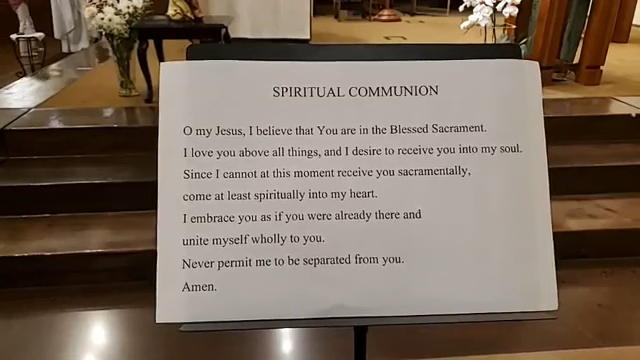 SPIRITUAL COMMUNION
O my Jesus, I believe that You are in the Blessed Sacrament.
I love you above all things, and I desire to receive you into my soul.
Since I cannot at this moment receive you sacramentally,
come at least spiritually into my heart.
I embrace you as if you were already there and
unite myself wholly to you.
Never permit me to be separated from you.
Amen.